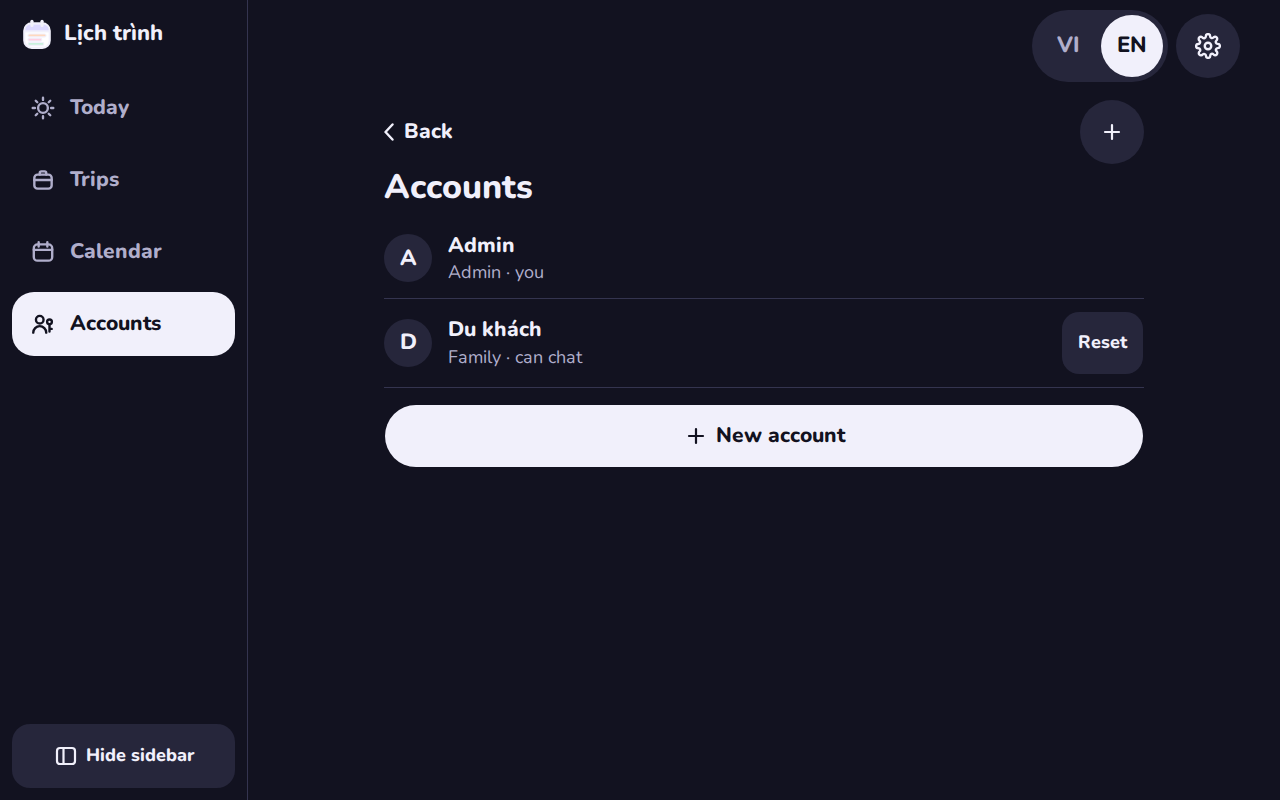 Lịch trình
Today
Trips
Calendar
Accounts
Hide sidebar
VI
EN
Back
Accounts
A
Admin
Admin · you
D
Du khách
Family · can chat
Reset
New account